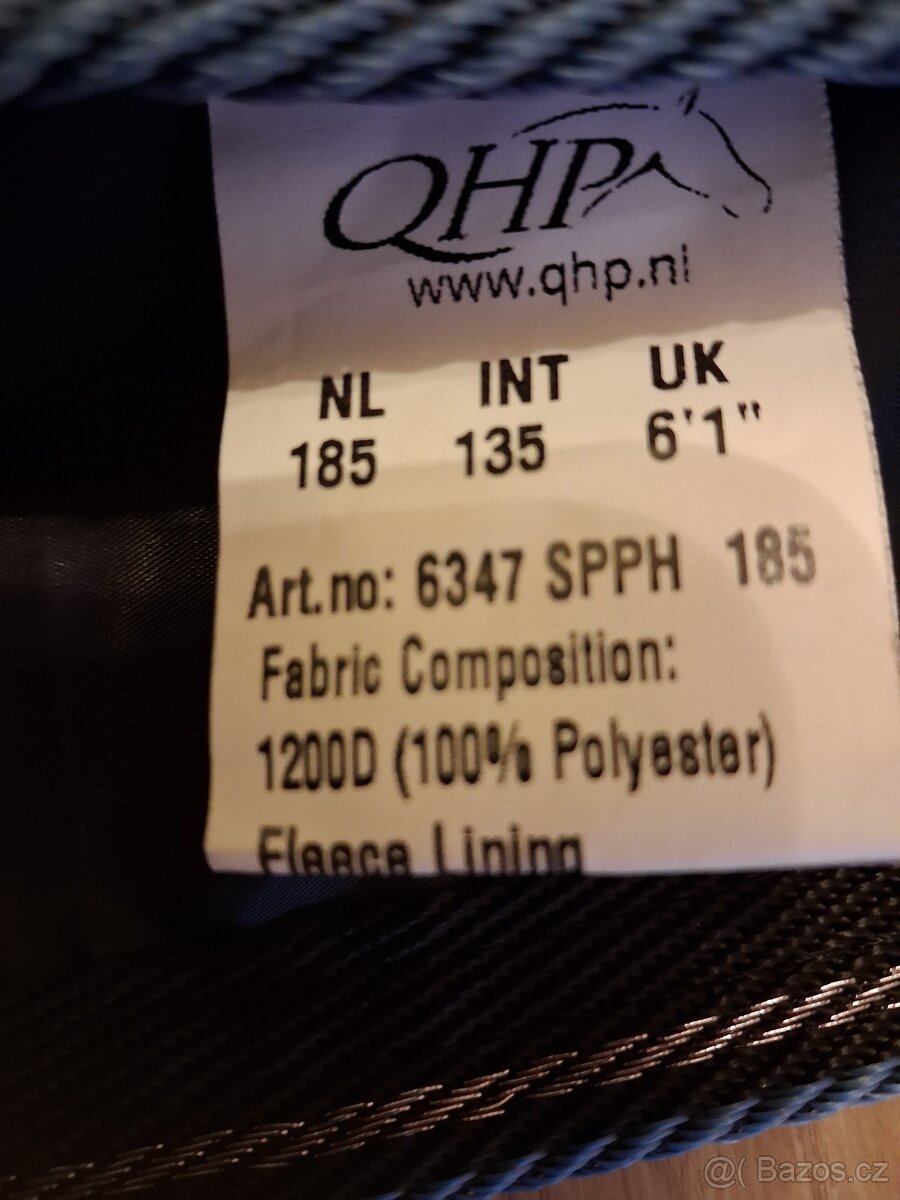 QHP
www.qhp.nl
NL INT UK
185 135 6'1"
Art.no: 6347 SPPH 185
Fabric Composition:
1200D (100% Polyester)
Fleece Lining
@( Bazos.cz